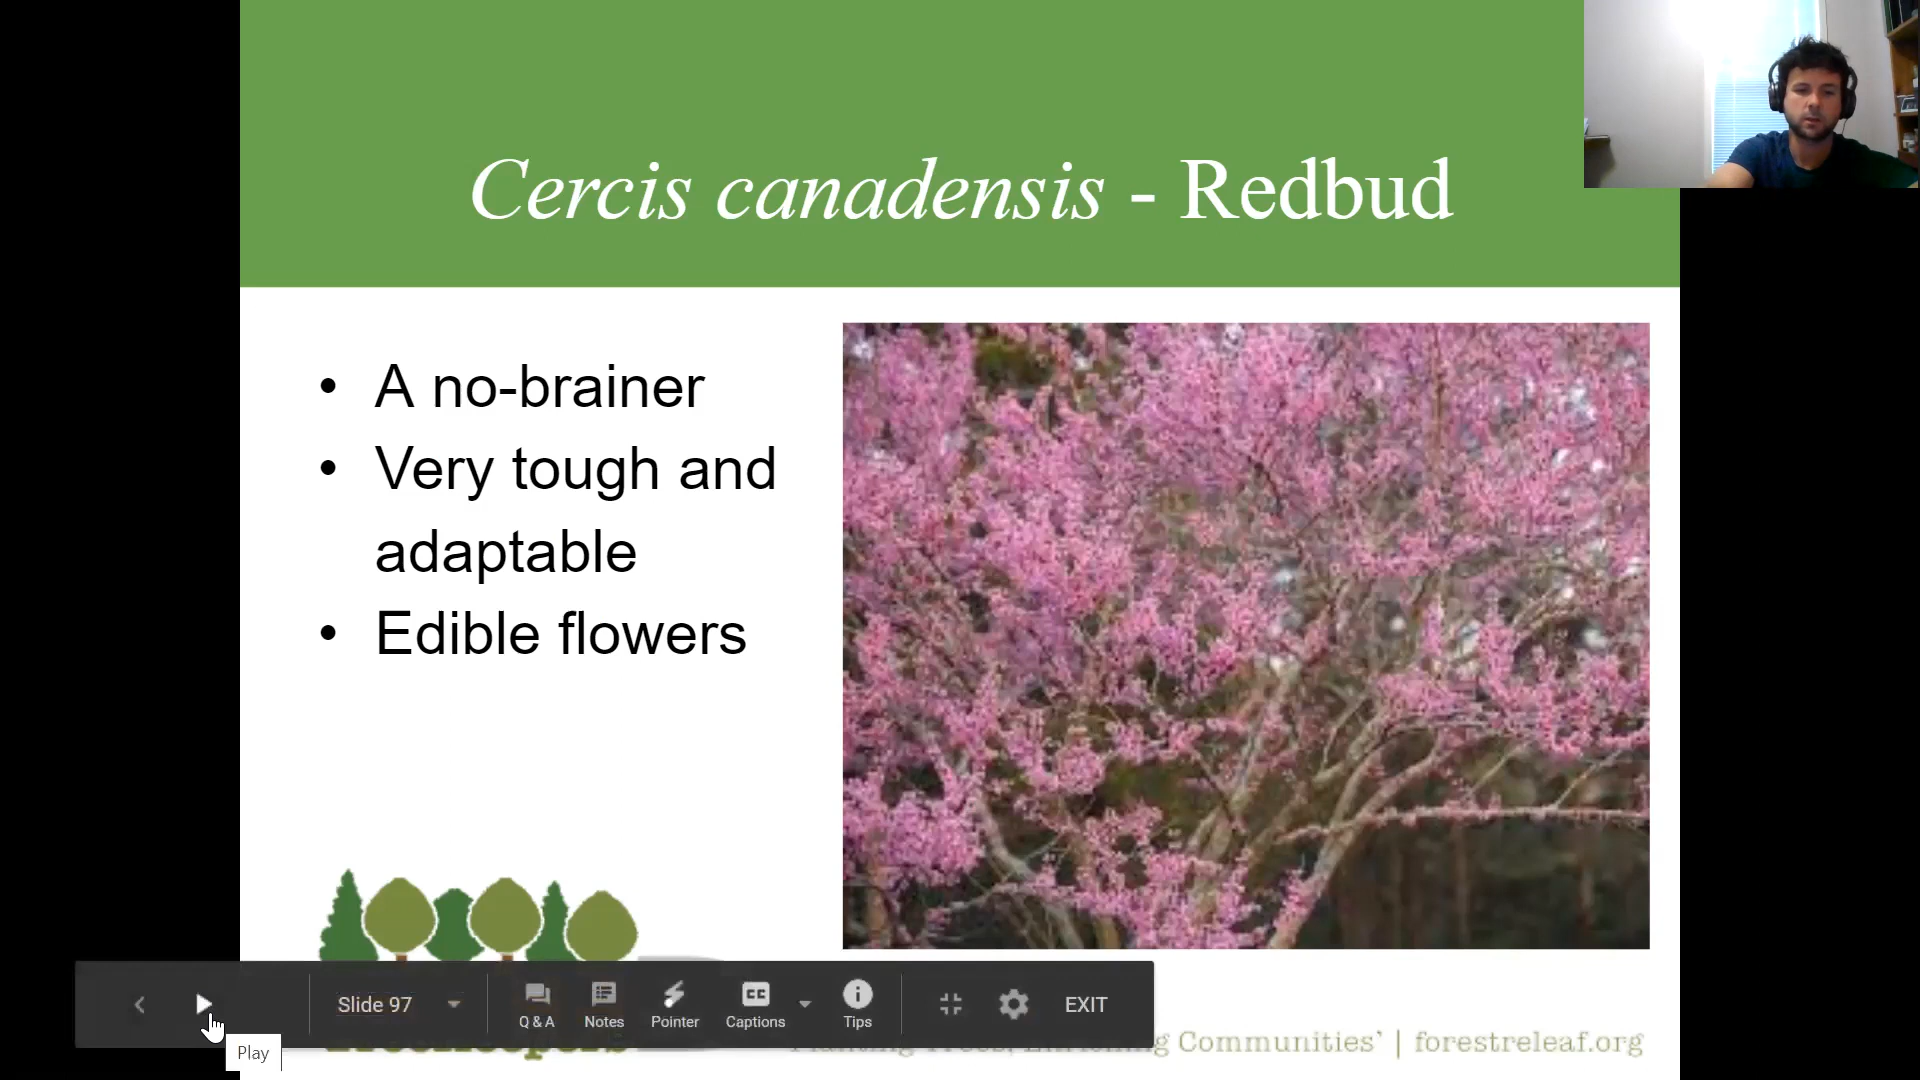 Cercis canadensis - Redbud
• A no-brainer
• Very tough and
adaptable
• Edible flowers
Slide 97
Q & A
Notes
Pointer
CC
Captions
Tips
EXIT
Play
Communities' | forestreleaf.org